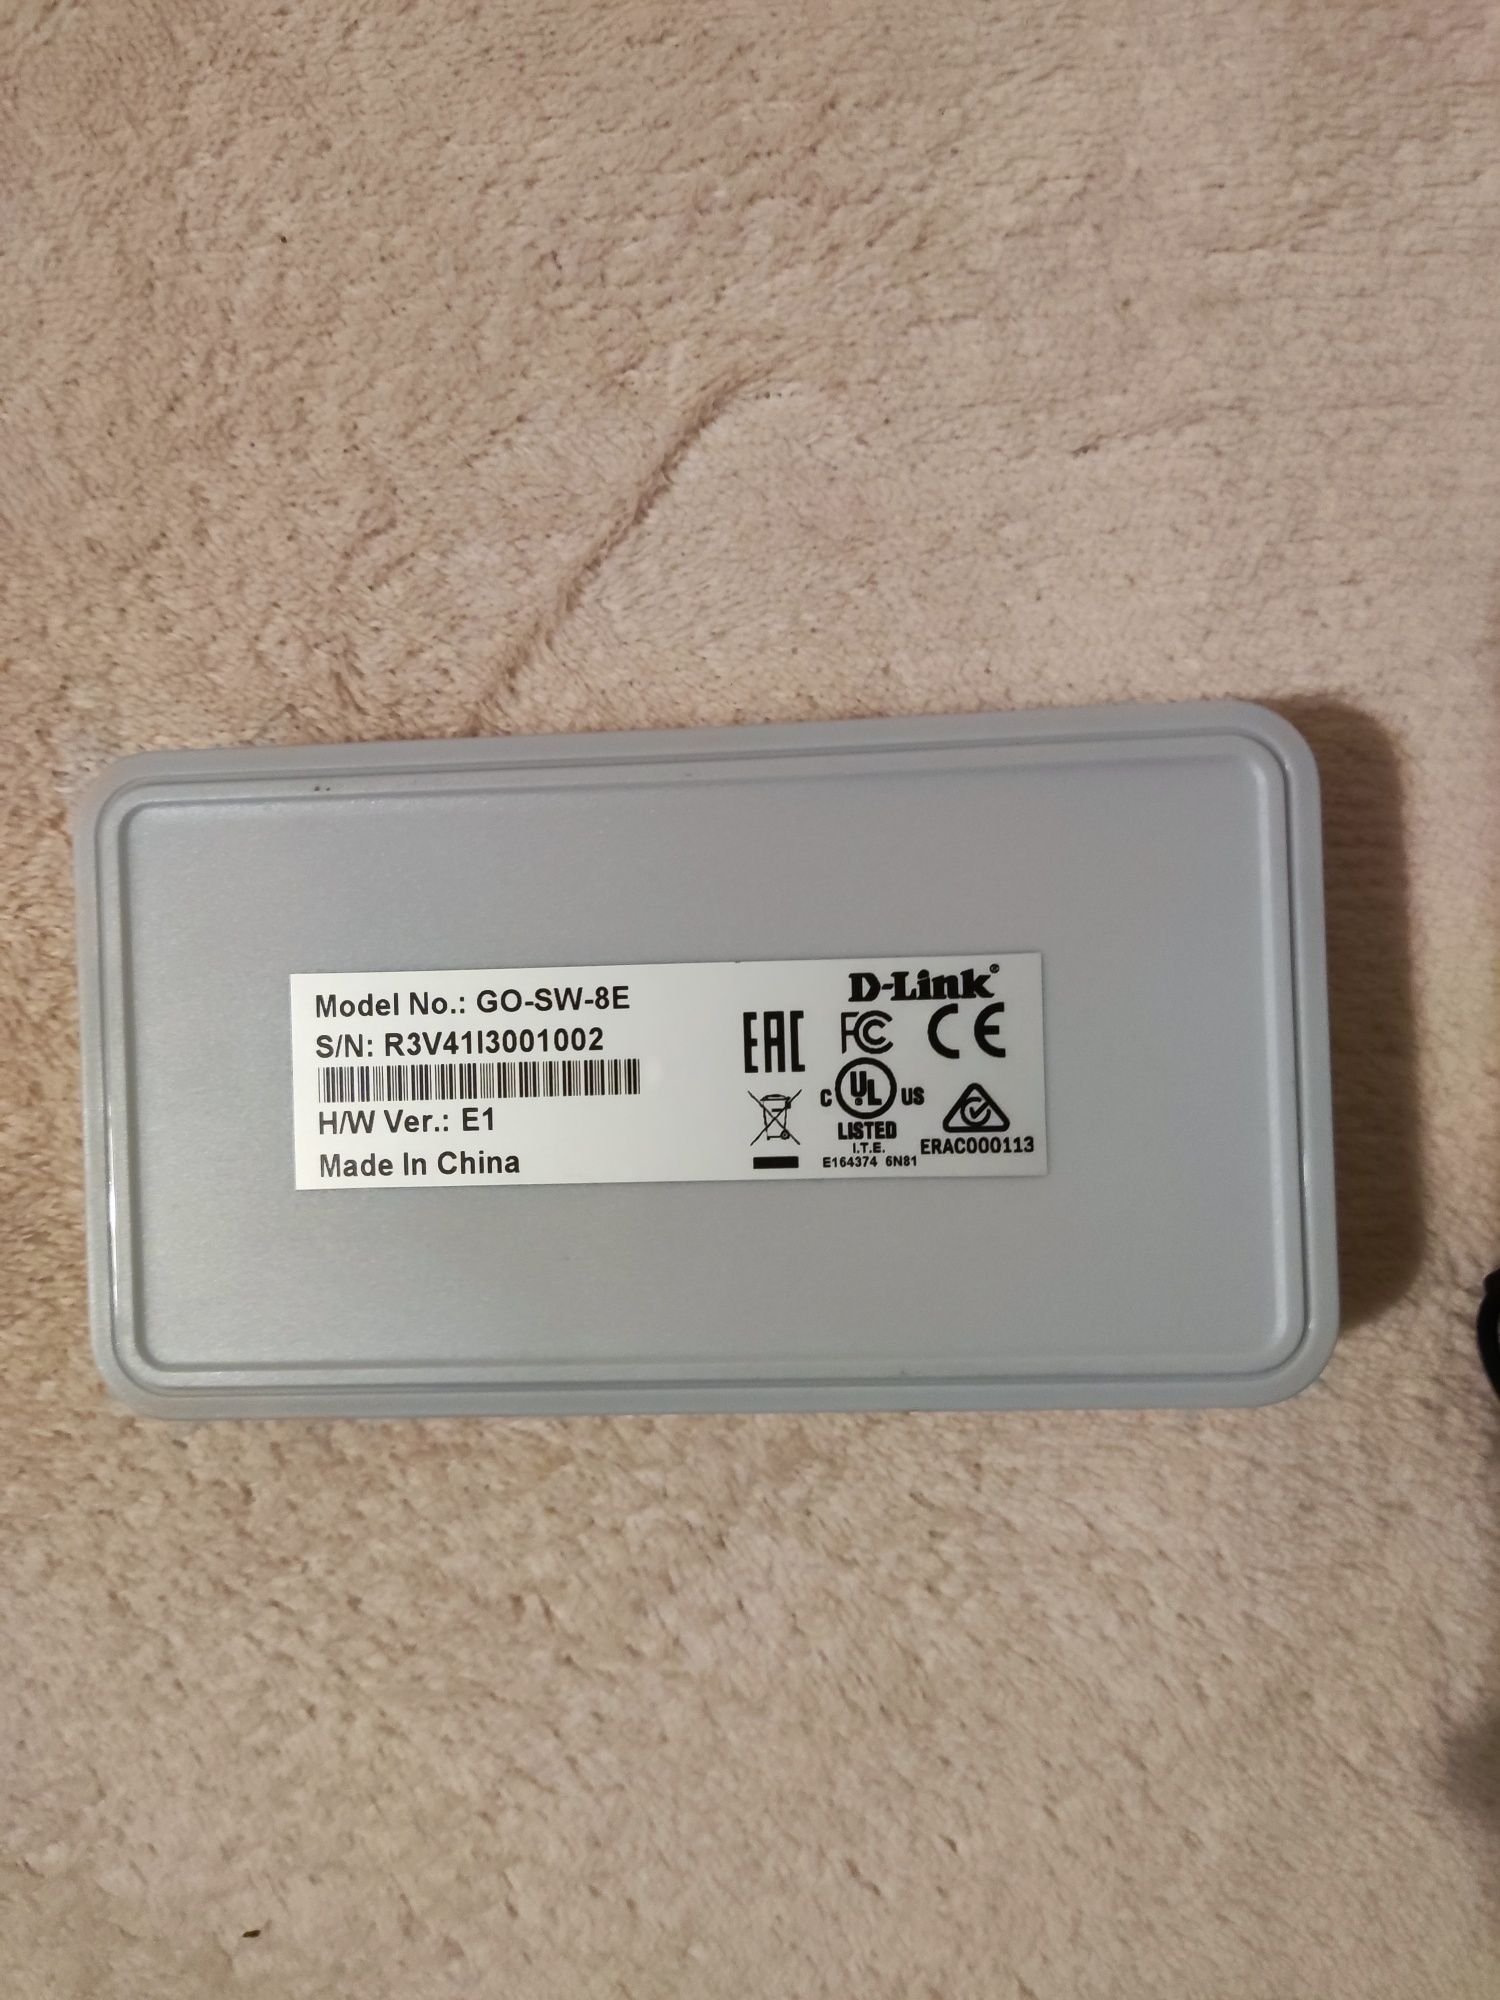 Model No.: GO-SW-8E
S/N: R3V41I3001002
H/W Ver.: E1
Made In China
D-Link®
EAC FC CE
C UL US
LISTED
I.T.E.
E164374 6N81
ERAC000113